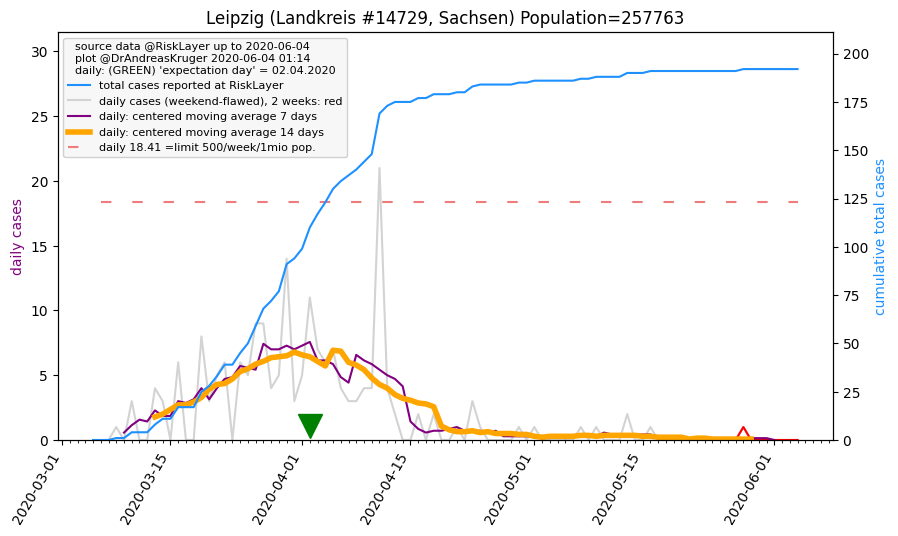 Leipzig (Landkreis #14729, Sachsen) Population=257763
source data @RiskLayer up to 2020-06-04
plot @DrAndreasKruger 2020-06-04 01:14
daily: (GREEN) 'expectation day' = 02.04.2020
total cases reported at RiskLayer
daily cases (weekend-flawed), 2 weeks: red
daily: centered moving average 7 days
daily: centered moving average 14 days
daily 18.41 =limit 500/week/1mio pop.
daily cases
30
25
20
15
10
5
0
cumulative total cases
200
175
150
125
100
75
50
25
0
2020-03-01
2020-03-15
2020-04-01
2020-04-15
2020-05-01
2020-05-15
2020-06-01